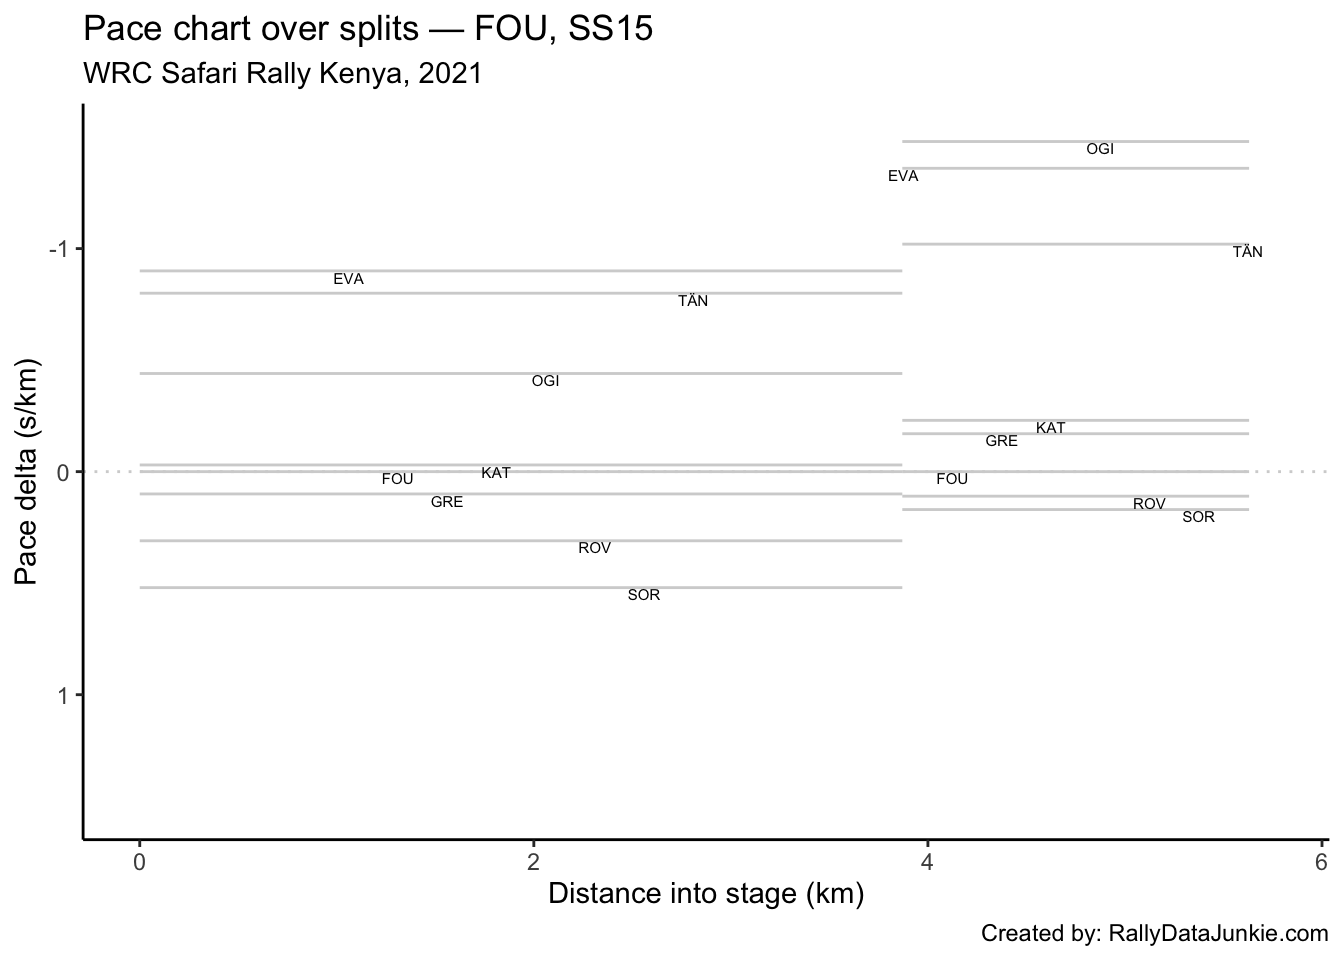 Pace chart over splits — FOU, SS15
WRC Safari Rally Kenya, 2021
OGI
EVA
-1
TÄN
EVA
TÄN
OGI
KAT
GRE
0
FOU
KAT
FOU
GRE
ROV
SOR
ROV
SOR
1
Pace delta (s/km)
0 2 4 6
Distance into stage (km)
Created by: RallyDataJunkie.com